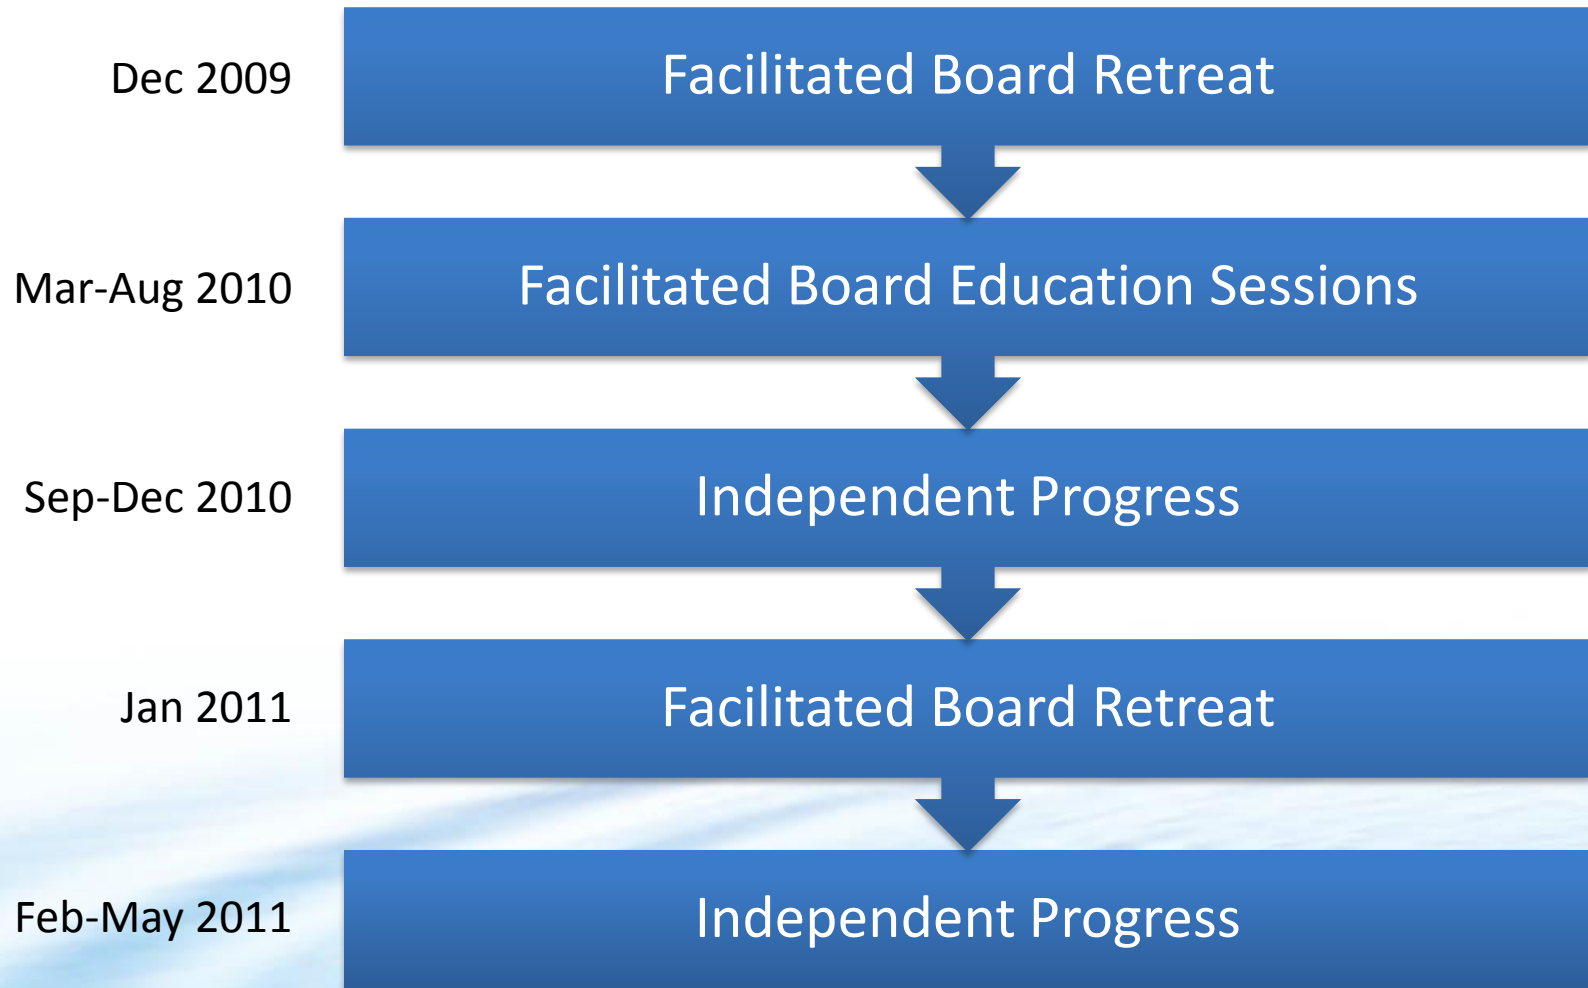 Dec 2009
Facilitated Board Retreat
Mar-Aug 2010
Facilitated Board Education Sessions
Sep-Dec 2010
Independent Progress
Jan 2011
Facilitated Board Retreat
Feb-May 2011
Independent Progress